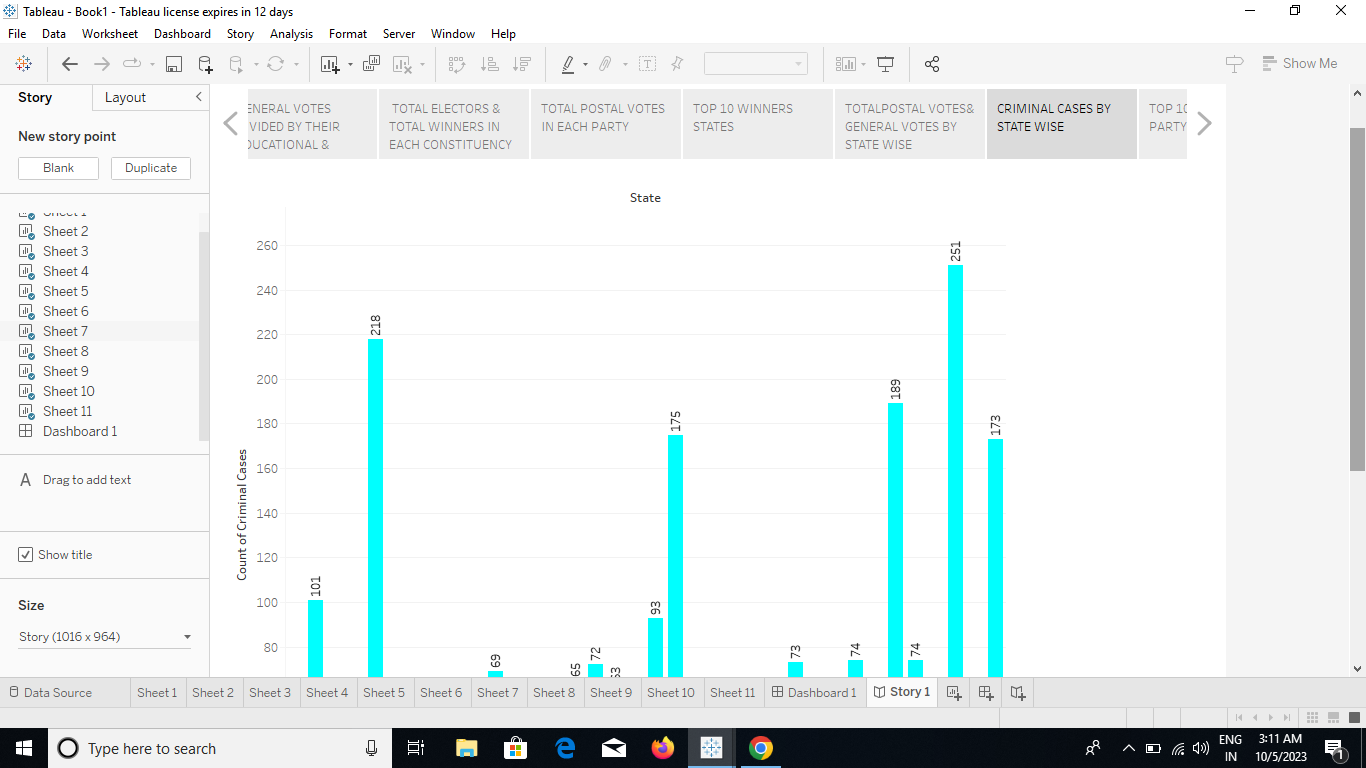 Tableau - Book1 - Tableau license expires in 12 days
File Data Worksheet Dashboard Story Analysis Format Server Window Help
Show Me
Story Layout
New story point
Blank Duplicate
Sheet 1
Sheet 2
Sheet 3
Sheet 4
Sheet 5
Sheet 6
Sheet 7
Sheet 8
Sheet 9
Sheet 10
Sheet 11
Dashboard 1
A Drag to add text
Show title
Size
Story (1016 x 964)
ENERAL VOTES
VIDED BY THEIR
DUCATIONAL &
TOTAL ELECTORS &
TOTAL WINNERS IN
EACH CONSTITUENCY
TOTAL POSTAL VOTES
IN EACH PARTY
TOP 10 WINNERS
STATES
TOTALPOSTAL VOTES&
GENERAL VOTES BY
STATE WISE
CRIMINAL CASES BY
STATE WISE
TOP 10
PARTY
State
Count of Criminal Cases
260
240
220
200
180
160
140
120
100
80
101
218
69
65
72
93
175
73
74
189
74
251
173
Data Source Sheet 1 Sheet 2 Sheet 3 Sheet 4 Sheet 5 Sheet 6 Sheet 7 Sheet 8 Sheet 9 Sheet 10 Sheet 11 Dashboard 1 Story 1
Type here to search
ENG
IN
3:11 AM
10/5/2023
1